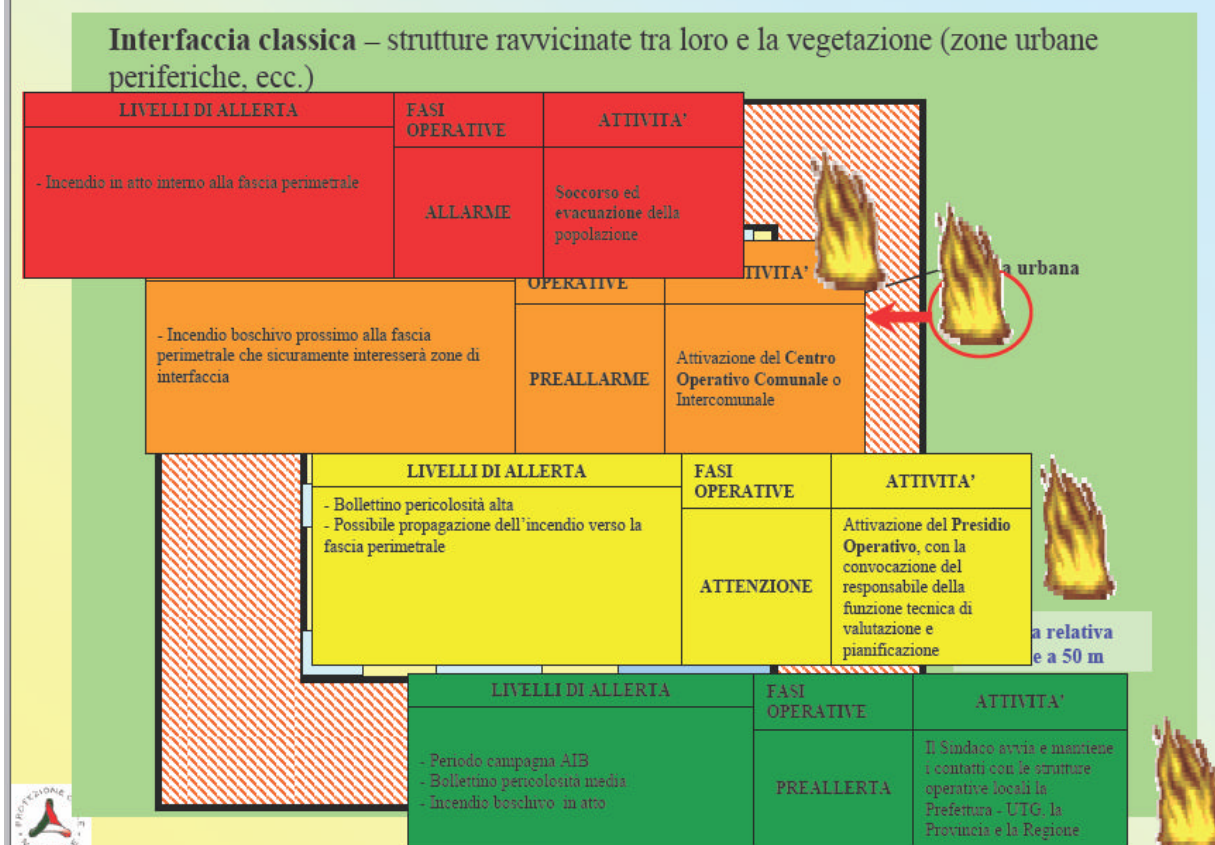 Interfaccia classica – strutture ravvicinate tra loro e la vegetazione (zone urbane
periferiche, ecc.)
LIVELLI DI ALLERTA
FASI
OPERATIVE
ATTIVITA’
- Incendio in atto interno alla fascia perimetrale
ALLARME
Soccorso ed
evacuazione della
popolazione
urbana
OPERATIVE
- Incendio boschivo prossimo alla fascia
perimetrale che sicuramente interesserà zone di
interfaccia
PREALLARME
Attivazione del Centro
Operativo Comunale o
Intercomunale
LIVELLI DI ALLERTA
FASI
OPERATIVE
ATTIVITA’
- Bollettino pericolosità alta
- Possibile propagazione dell’incendio verso la
fascia perimetrale
ATTENZIONE
Attivazione del Presidio
Operativo, con la
convocazione del
responsabile della
funzione tecnica di
valutazione e
pianificazione
a relativa
e a 50 m
LIVELLI DI ALLERTA
FASI
OPERATIVE
ATTIVITA’
- Periodo campagna AIB
- Bollettino pericolosità media
- Incendio boschivo in atto
PREALLERTA
Il Sindaco avvia e mantiene
i contatti con le strutture
operative locali la
Prefettura - UTG, la
Provincia e la Regione